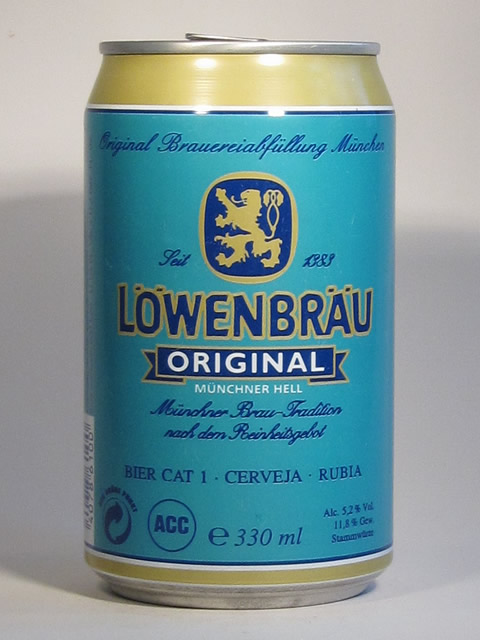 Original Brauereiabfüllung München
Seit 1383
LÖWENBRÄU
ORIGINAL
MÜNCHNER HELL
Münchner Brau-Tradition
nach dem Reinheitsgebot
BIER CAT 1 · CERVEJA · RUBIA
Alc. 5,2 % Vol.
11,8 % Gew.
Stammwürze
ACC
e 330 ml